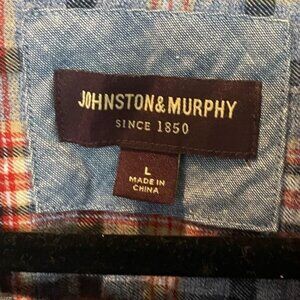 JOHNSTON&MURPHY
SINCE 1850
L
MADE IN
CHINA